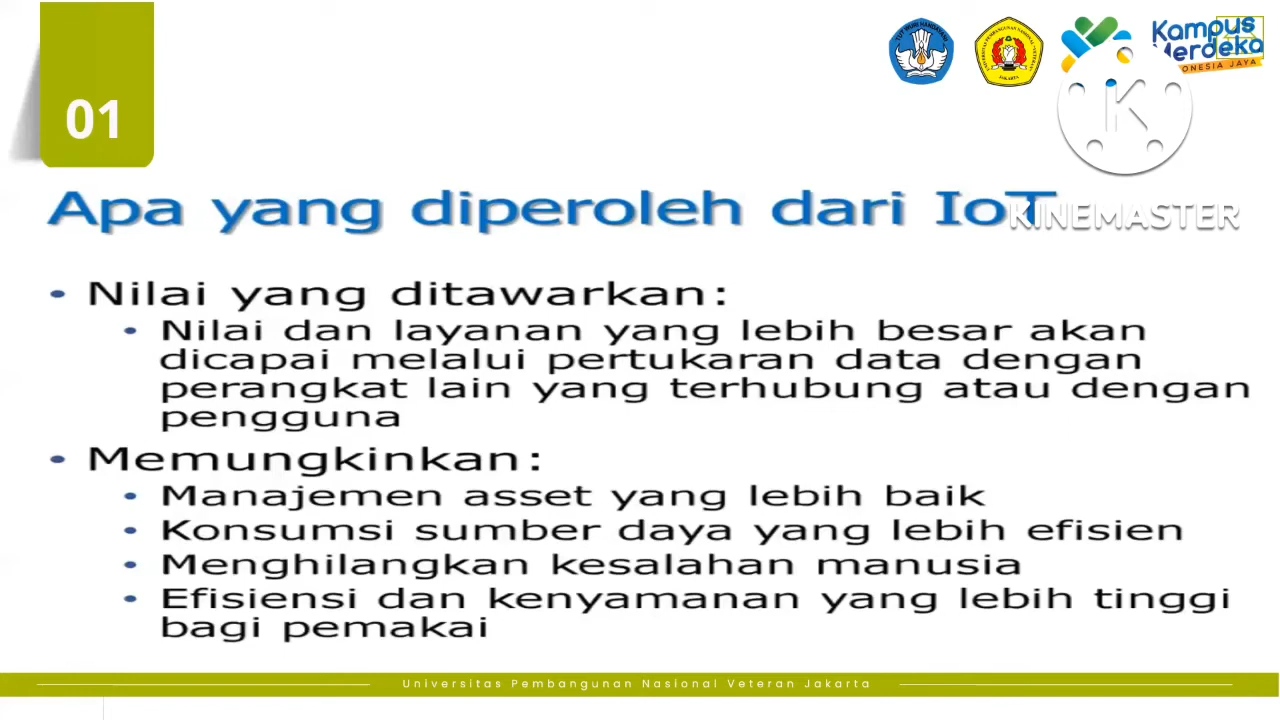 01
Kampus
Merdeka
INDONESIA JAYA
KINEMASTER
Apa yang diperoleh dari IoT
• Nilai yang ditawarkan:
• Nilai dan layanan yang lebih besar akan
dicapai melalui pertukaran data dengan
perangkat lain yang terhubung atau dengan
pengguna
• Memungkinkan:
• Manajemen asset yang lebih baik
• Konsumsi sumber daya yang lebih efisien
• Menghilangkan kesalahan manusia
• Efisiensi dan kenyamanan yang lebih tinggi
bagi pemakai
Universitas Pembangunan Nasional Veteran Jakarta